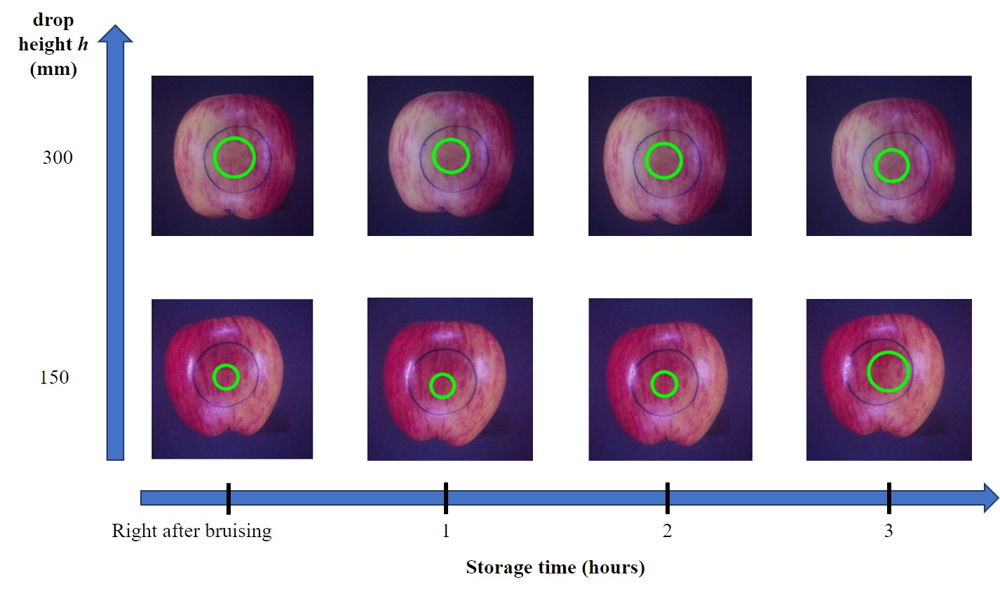 drop
height h
(mm)
300
150
Right after bruising
1
2
3
Storage time (hours)